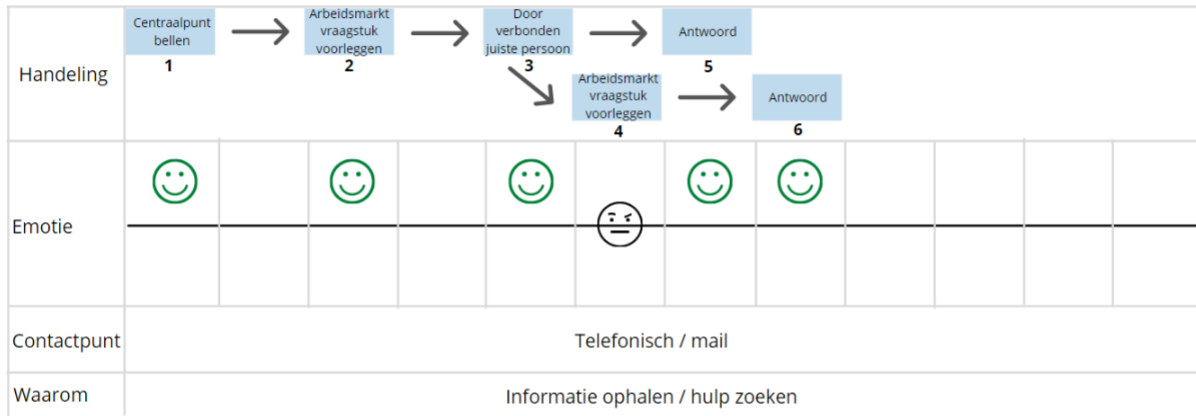 Handeling
Centraalpunt
bellen
1
Arbeidsmarkt
vraagstuk
voorleggen
2
Door
verbonden
juiste persoon
3
Antwoord
5
Arbeidsmarkt
vraagstuk
voorleggen
4
Antwoord
6
Emotie
Contactpunt
Telefonisch / mail
Waarom
Informatie ophalen / hulp zoeken